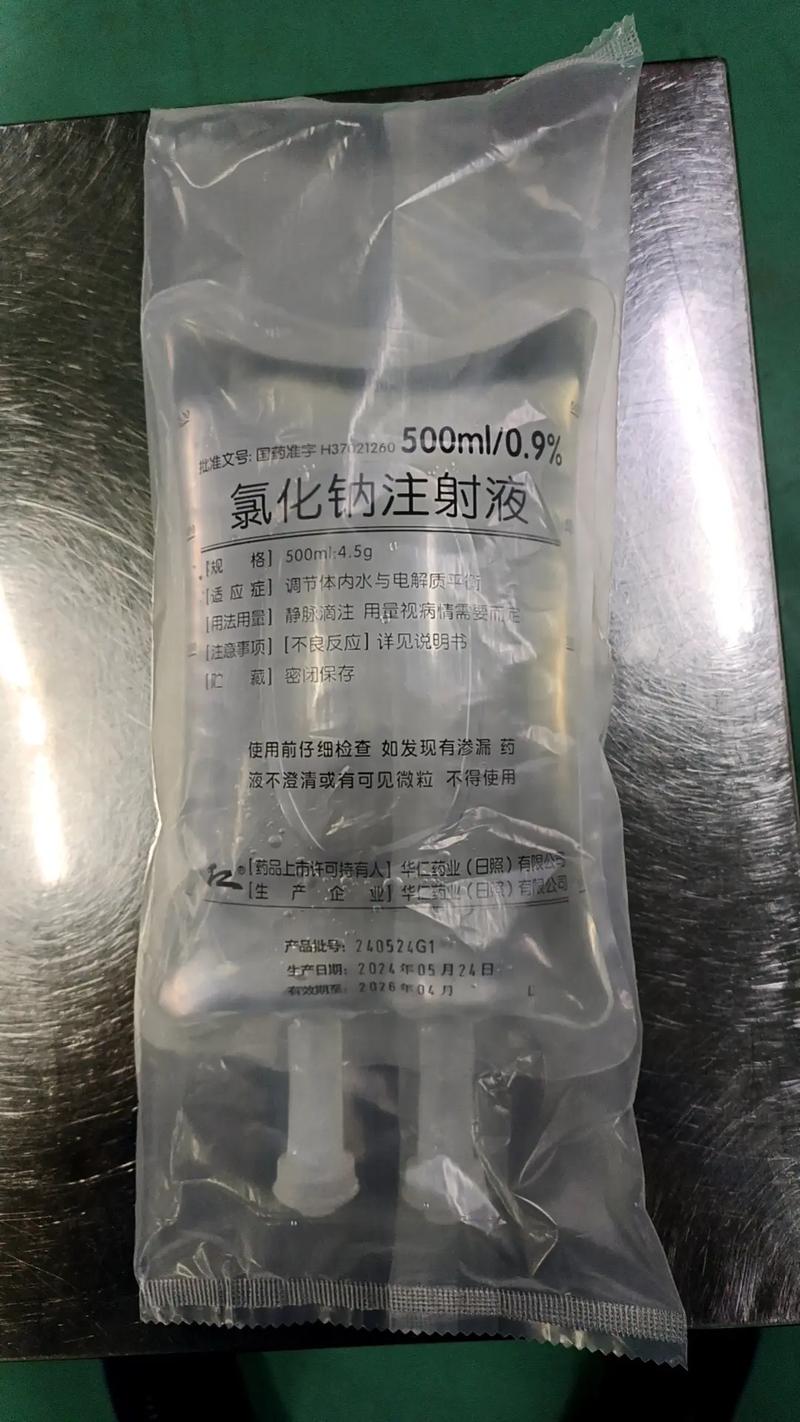 批准文号: 国药准字 H37021260 500ml/0.9%
氯化钠注射液
[规 格] 500ml:4.5g
[适应症] 调节体内水与电解质平衡
[用法用量] 静脉滴注 用量视病情需要而定
[注意事项] [不良反应] 详见说明书
[贮 藏] 密闭保存
使用前仔细检查 如发现有渗漏 药
液不澄清或有可见微粒 不得使用
®[药品上市许可持有人] 华仁药业(日照)有限公司
[生产企业] 华仁药业(日照)有限公司
产品批号: 240524G1
生产日期: 2024年05月24日
有效期至: 2026年04月